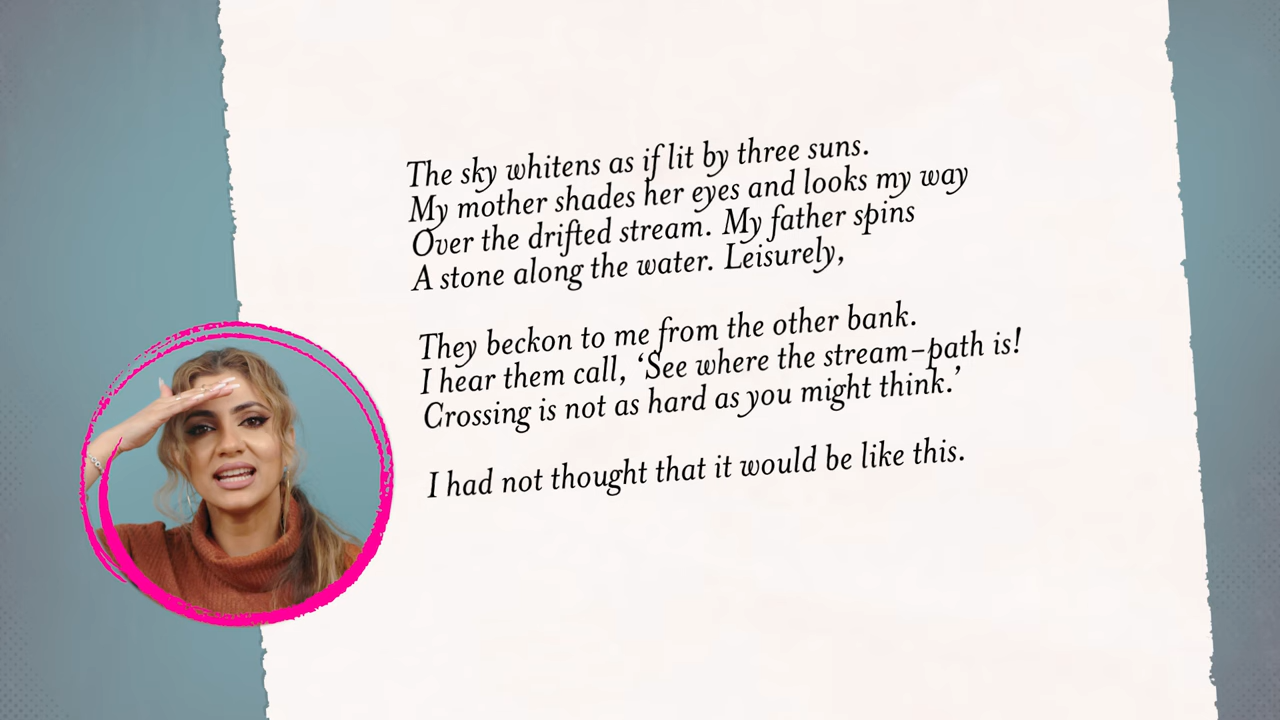 The sky whitens as if lit by three suns.
My mother shades her eyes and looks my way
Over the drifted stream. My father spins
A stone along the water. Leisurely,
They beckon to me from the other bank.
I hear them call, ‘See where the stream–path is!
Crossing is not as hard as you might think.’
I had not thought that it would be like this.